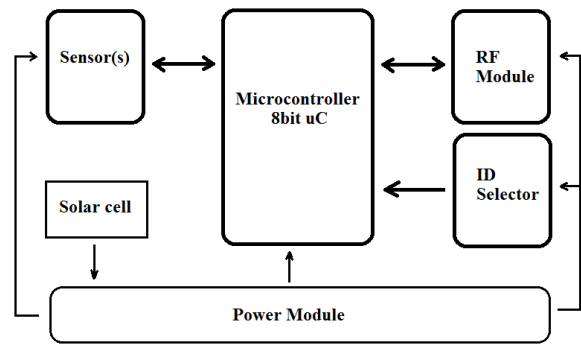 Sensor(s)
Microcontroller
8bit uC
RF
Module
ID
Selector
Solar cell
Power Module